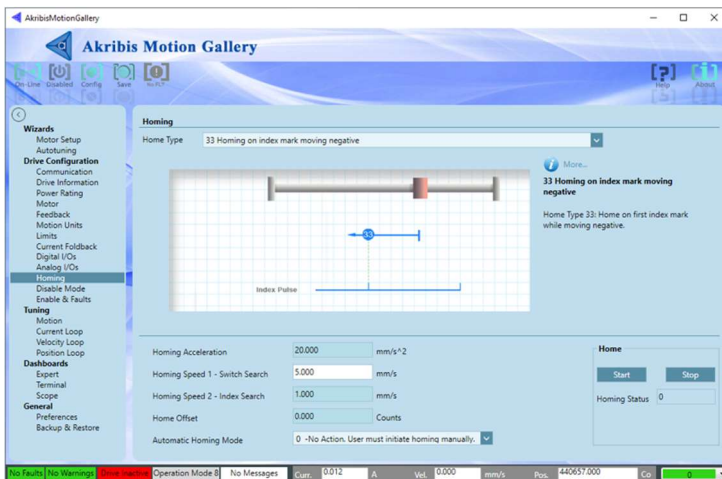 AkribisMotionGallery
Akribis Motion Gallery
On-Line Disabled Config Save No FLT Help About
Wizards
Motor Setup
Autotuning
Drive Configuration
Communication
Drive Information
Power Rating
Motor
Feedback
Motion Units
Limits
Current Foldback
Digital I/Os
Analog I/Os
Homing
Disable Mode
Enable & Faults
Tuning
Motion
Current Loop
Velocity Loop
Position Loop
Dashboards
Expert
Terminal
Scope
General
Preferences
Backup & Restore
Homing
Home Type 33 Homing on index mark moving negative
33
Index Pulse
More...
33 Homing on index mark moving
negative
Home Type 33: Home on first index mark
while moving negative.
Homing Acceleration 20.000 mm/s^2
Homing Speed 1 - Switch Search 5.000 mm/s
Homing Speed 2 - Index Search 1.000 mm/s
Home Offset 0.000 Counts
Automatic Homing Mode 0 -No Action. User must initiate homing manually.
Home
Start Stop
Homing Status 0
No Faults No Warnings Drive Inactive Operation Mode 8 No Messages Curr. 0.012 A Vel. 0.000 mm/s Pos. 440657.000 Co 0